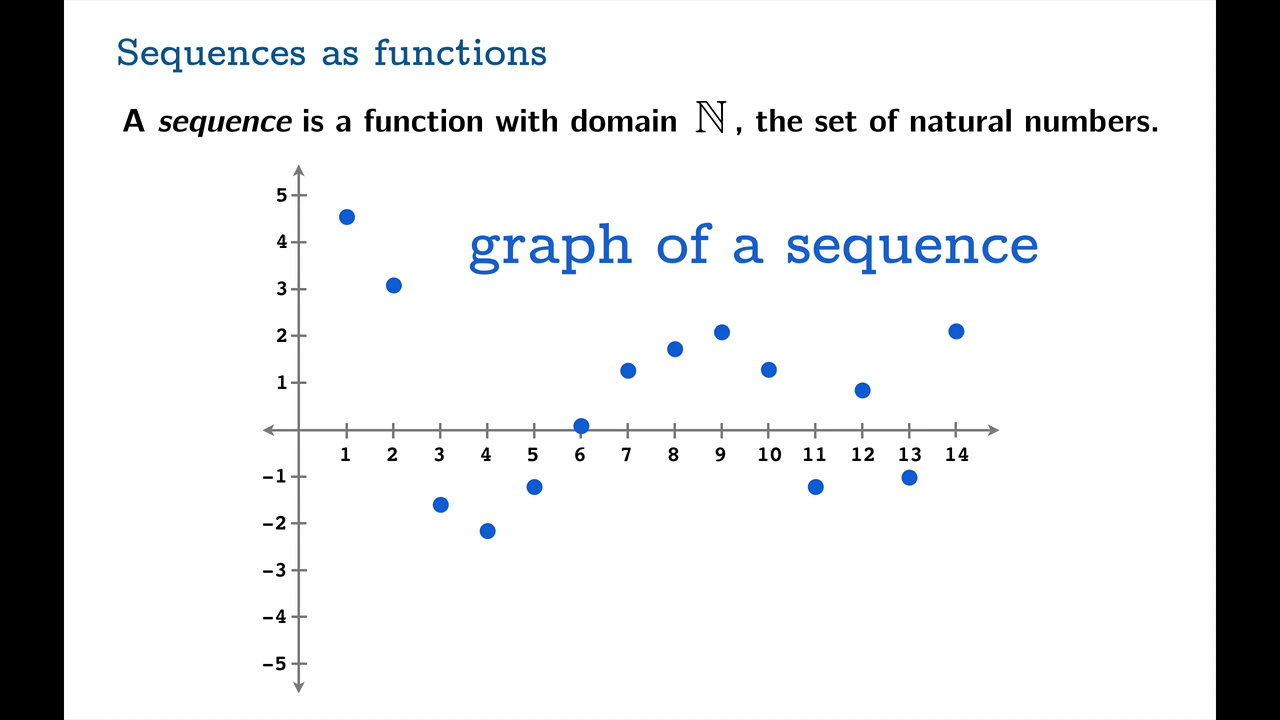 Sequences as functions
A sequence is a function with domain ℕ, the set of natural numbers.
graph of a sequence
5
4
3
2
1
1 2 3 4 5 6 7 8 9 10 11 12 13 14
-1
-2
-3
-4
-5